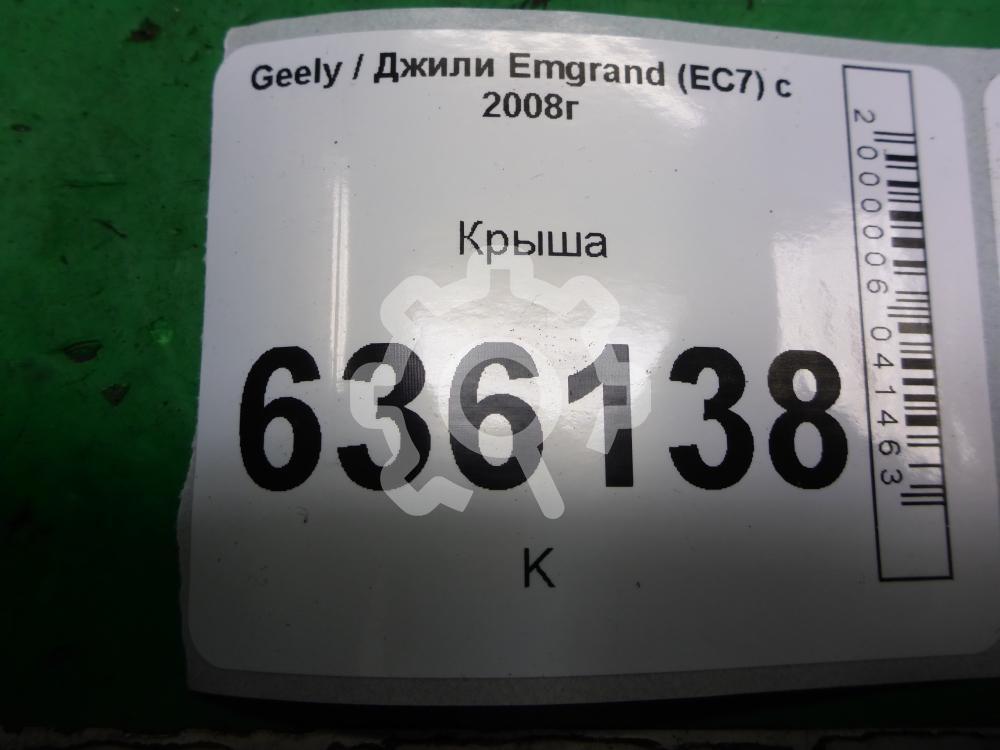 Geely / Джили Emgrand (EC7) с
2008г
Крыша
636138
К
2000006041463